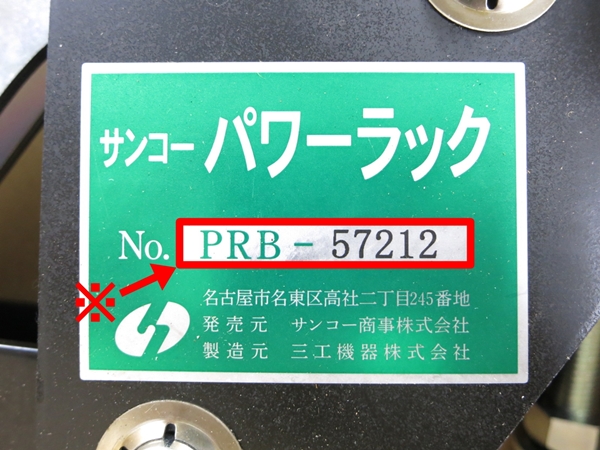 サンコー パワーラック
No. PRB-57212
※
名古屋市名東区高社二丁目245番地
発売元 サンコー商事株式会社
製造元 三工機器株式会社